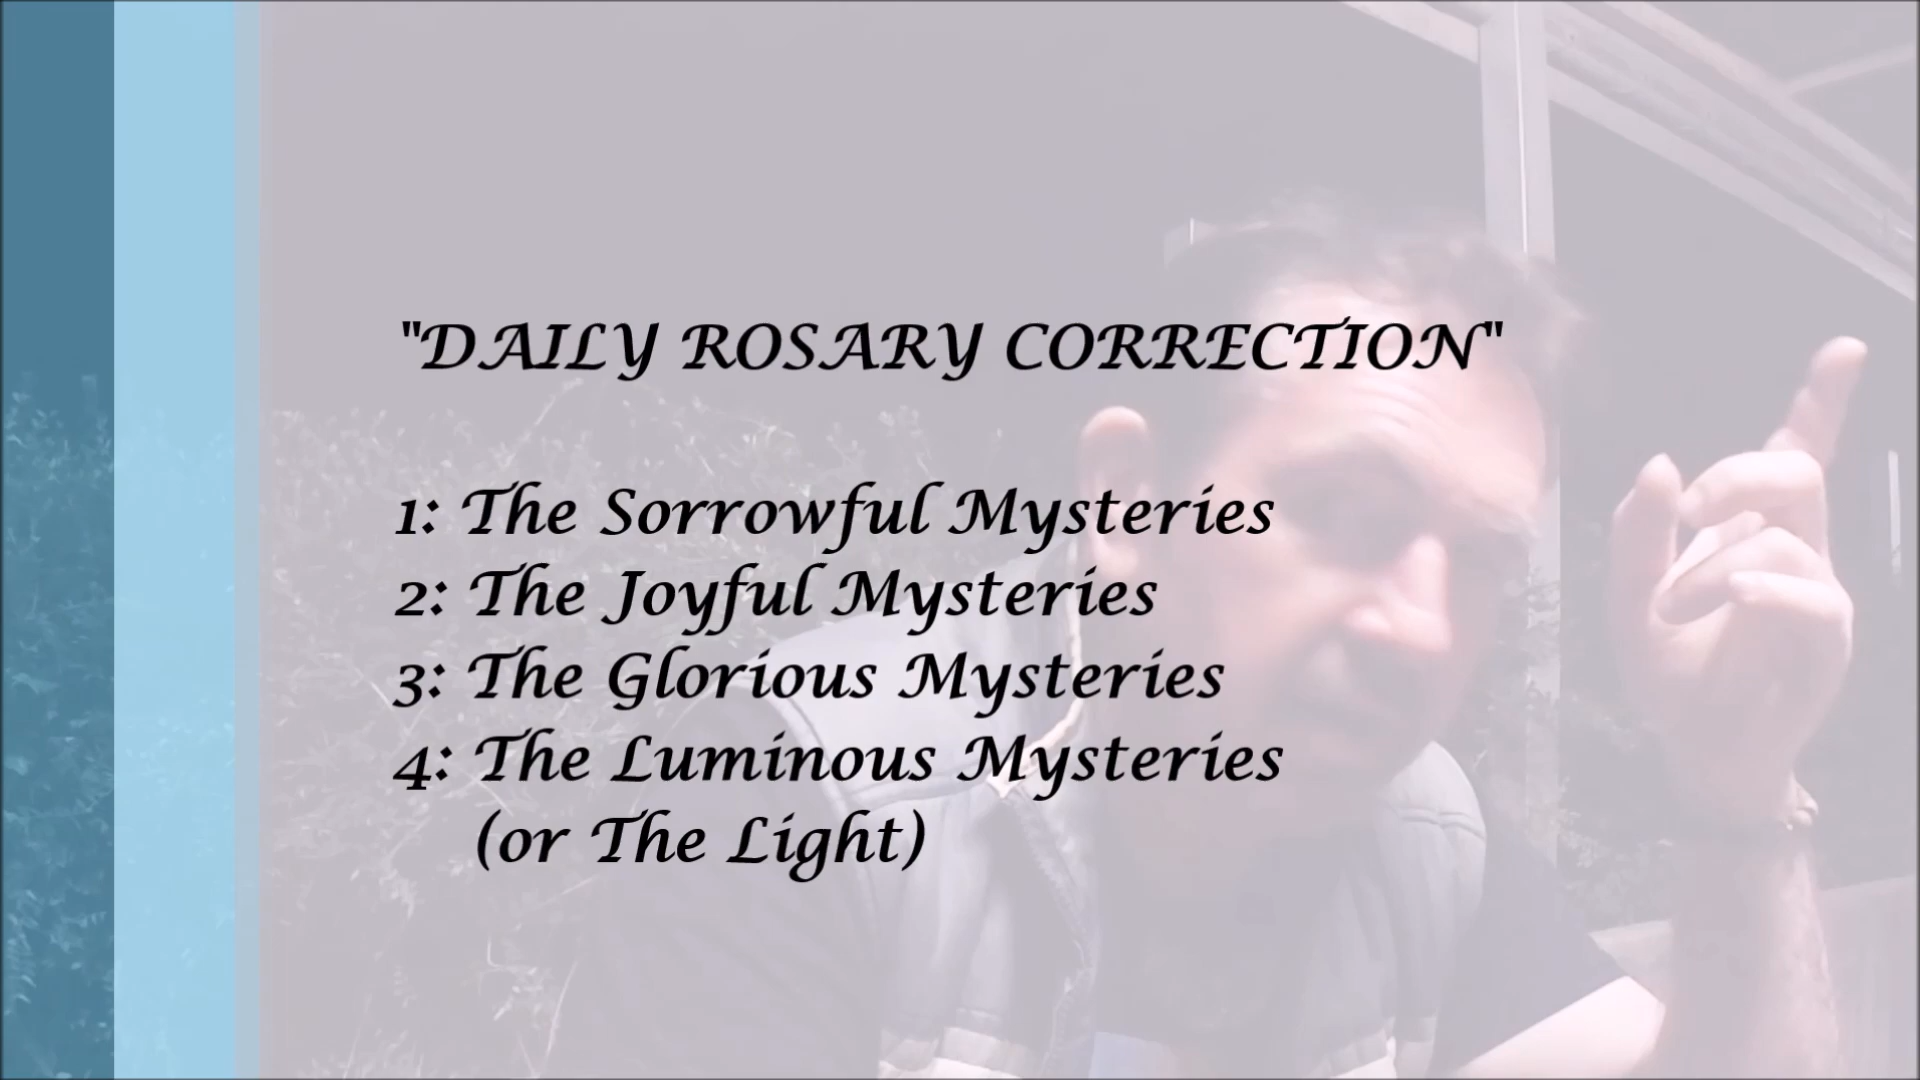 "DAILY ROSARY CORRECTION"
1: The Sorrowful Mysteries
2: The Joyful Mysteries
3: The Glorious Mysteries
4: The Luminous Mysteries
(or The Light)